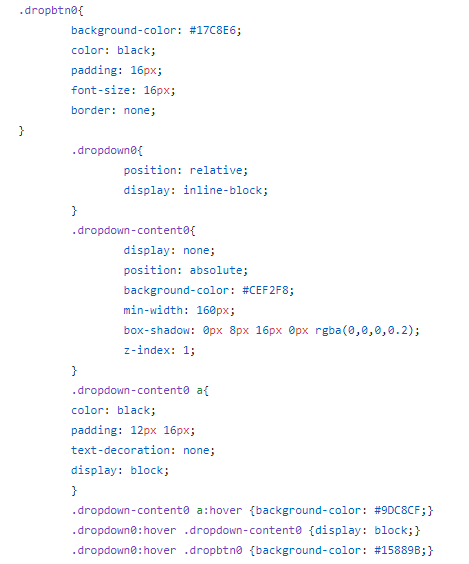 .dropbtn0{
background-color: #17C8E6;
color: black;
padding: 16px;
font-size: 16px;
border: none;
}
.dropdown0{
position: relative;
display: inline-block;
}
.dropdown-content0{
display: none;
position: absolute;
background-color: #CEF2F8;
min-width: 160px;
box-shadow: 0px 8px 16px 0px rgba(0,0,0,0.2);
z-index: 1;
}
.dropdown-content0 a{
color: black;
padding: 12px 16px;
text-decoration: none;
display: block;
}
.dropdown-content0 a:hover {background-color: #9DC8CF;}
.dropdown0:hover .dropdown-content0 {display: block;}
.dropdown0:hover .dropbtn0 {background-color: #15889B;}